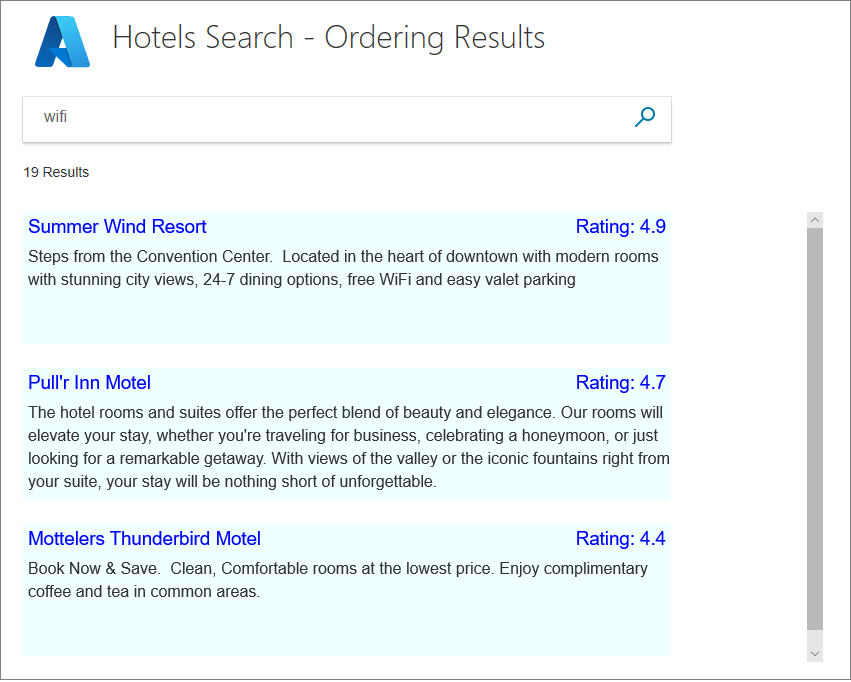 Hotels Search - Ordering Results
wifi
19 Results
Summer Wind Resort Rating: 4.9
Steps from the Convention Center.  Located in the heart of downtown with modern rooms
with stunning city views, 24-7 dining options, free WiFi and easy valet parking
Pull'r Inn Motel Rating: 4.7
The hotel rooms and suites offer the perfect blend of beauty and elegance. Our rooms will
elevate your stay, whether you're traveling for business, celebrating a honeymoon, or just
looking for a remarkable getaway. With views of the valley or the iconic fountains right from
your suite, your stay will be nothing short of unforgettable.
Mottelers Thunderbird Motel Rating: 4.4
Book Now & Save.  Clean, Comfortable rooms at the lowest price. Enjoy complimentary
coffee and tea in common areas.